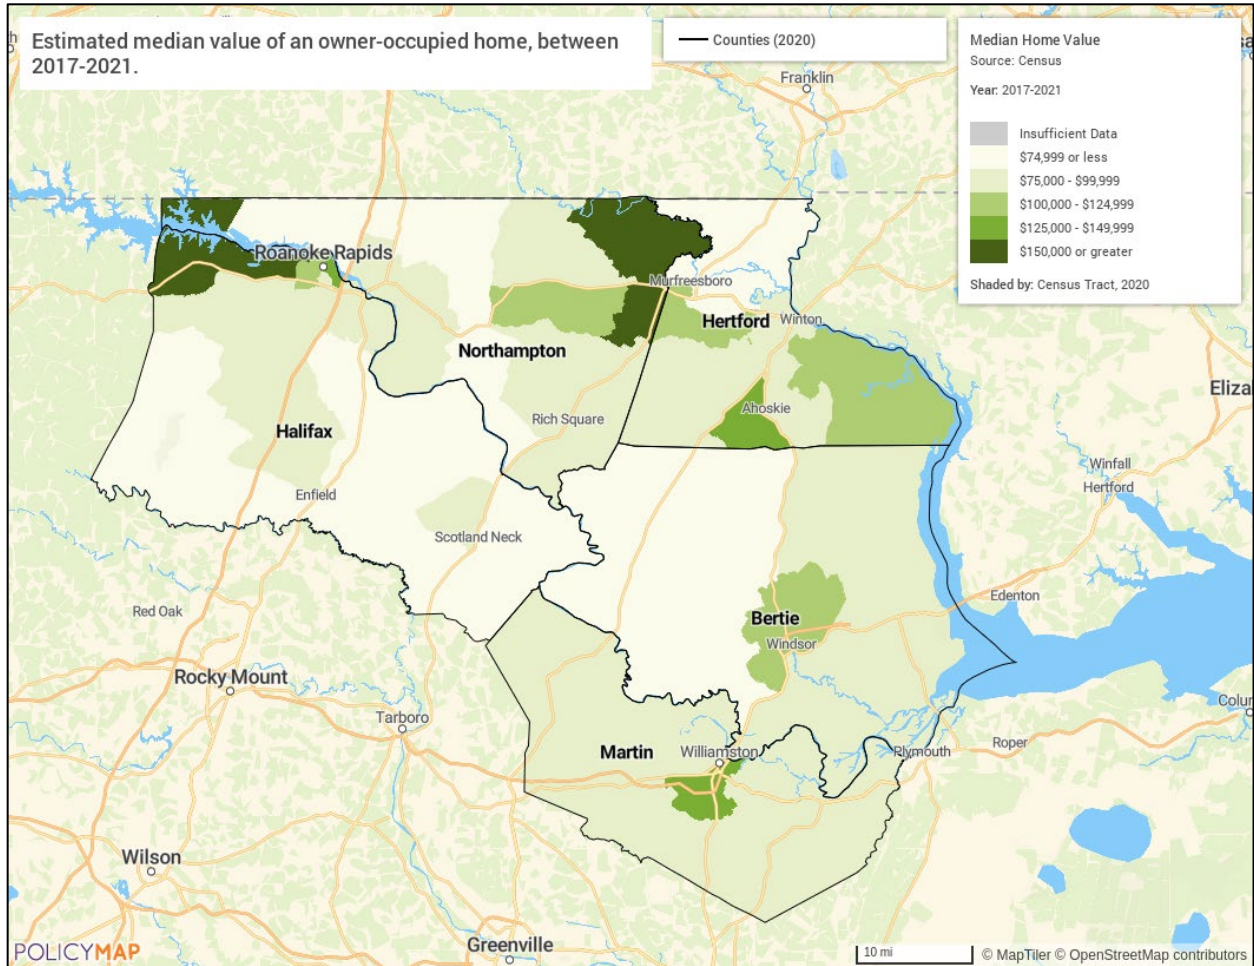 Estimated median value of an owner-occupied home, between
2017-2021.
Counties (2020)
Median Home Value
Source: Census
Year: 2017-2021
Insufficient Data
$74,999 or less
$75,000 - $99,999
$100,000 - $124,999
$125,000 - $149,999
$150,000 or greater
Shaded by: Census Tract, 2020
Franklin
Roanoke Rapids
Murfreesboro
Hertford
Winton
Northampton
Eliza
Ahoskie
Rich Square
Halifax
Winfall
Hertford
Enfield
Scotland Neck
Edenton
Red Oak
Bertie
Windsor
Rocky Mount
Colum
Tarboro
Martin
Williamston
Plymouth
Roper
Wilson
Greenville
POLICYMAP
10 mi
© MapTiler © OpenStreetMap contributors